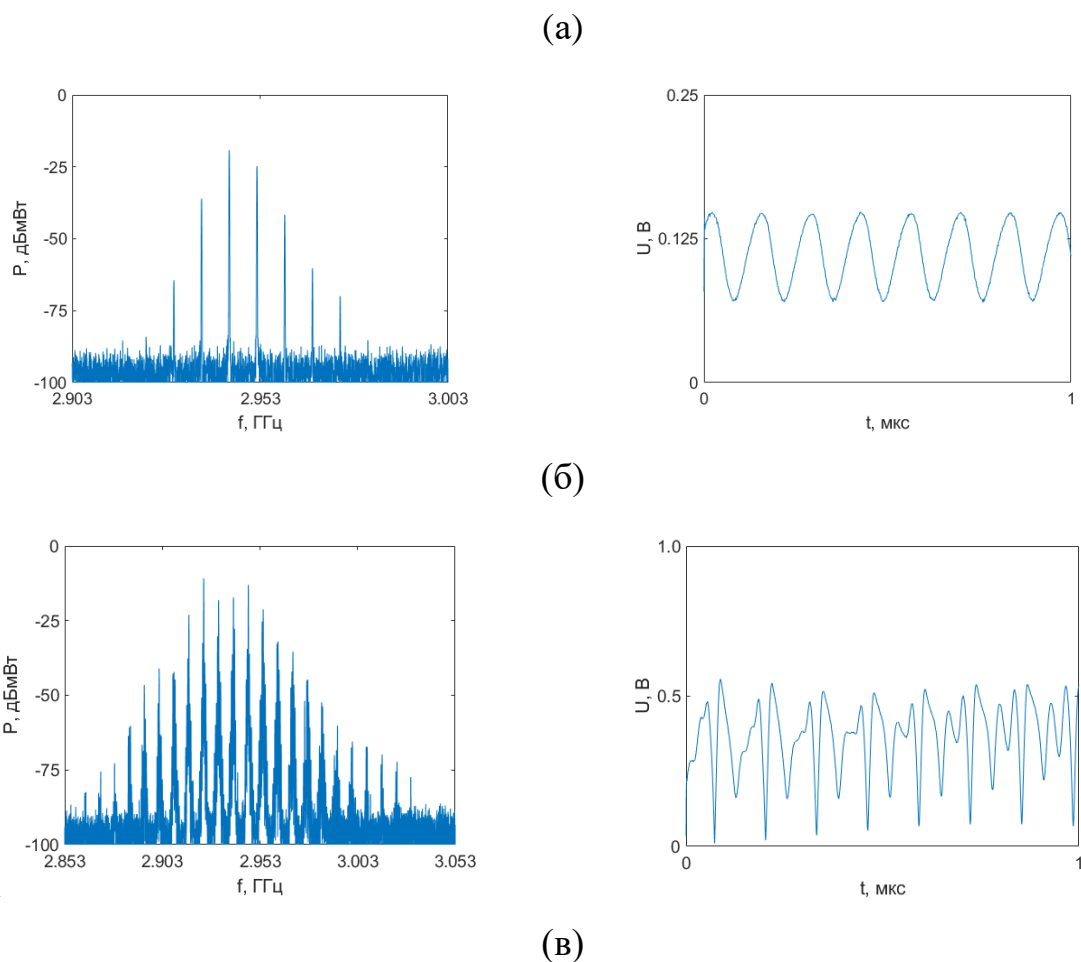 (а)
0
-25
-50
-75
-100
P, дБмВт
2.903 2.953 3.003
f, ГГц
0.25
0.125
0
U, В
0 1
t, мкс
(б)
0
-25
-50
-75
-100
P, дБмВт
2.853 2.903 2.953 3.003 3.053
f, ГГц
1.0
0.5
0
U, В
0 1
t, мкс
(в)